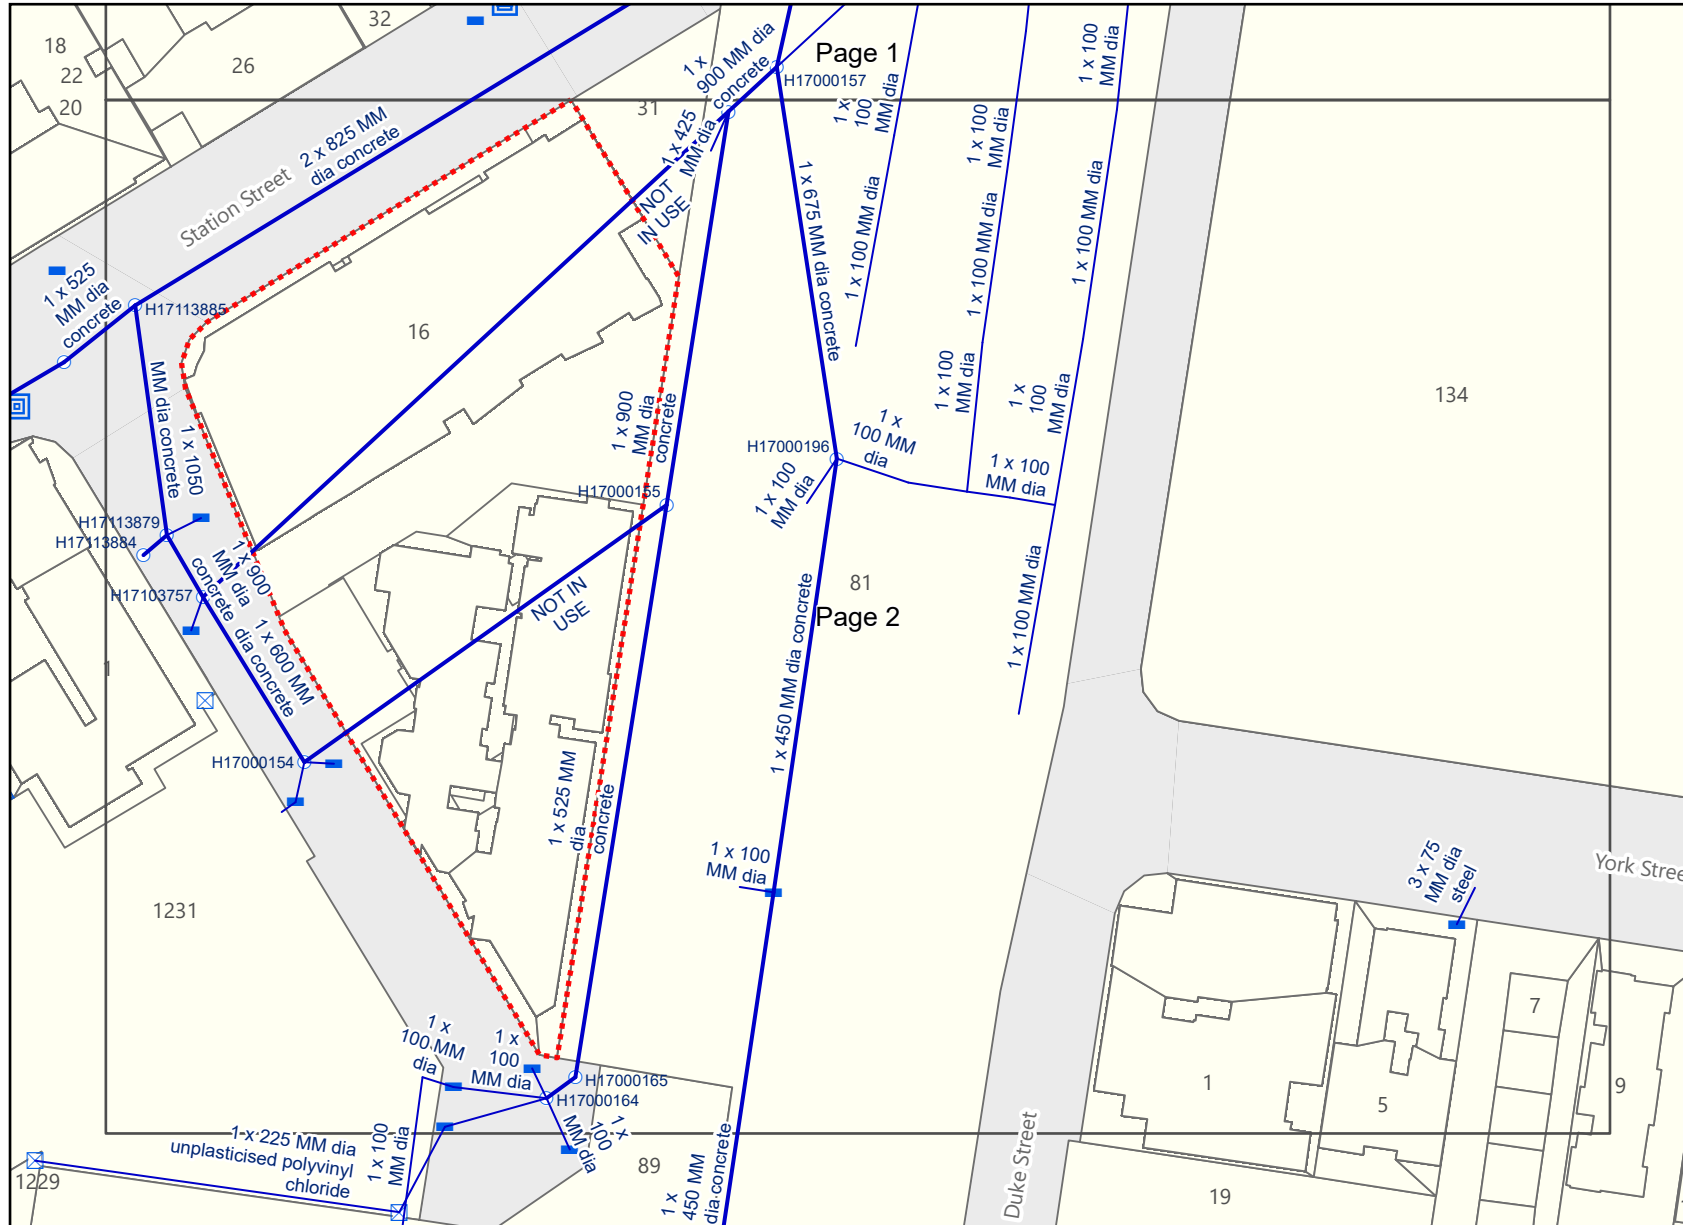 32
18
22
20
26
31
Page 1
1 x
900 MM dia
concrete
H17000157
1 x 425
MM dia
1 x
100
MM dia
1 x 100
MM dia
1 x 100
MM dia
2 x 825 MM
dia concrete
Station Street
NOT
IN USE
1 x 675 MM dia concrete
1 x 100 MM dia
1 x 100 MM dia
1 x 100 MM dia
1 x 525
MM dia
concrete
H17113885
16
1 x 1050
MM dia concrete
1 x 900
MM dia
concrete
H17000155
H17000196
1 x 100
MM dia
1 x
100 MM
dia
1 x 100
MM dia
1 x
100
MM dia
1 x 100
MM dia
134
H17113879
H17113884
H17103757
1 x 900
MM dia
concrete
1 x 600 MM
dia concrete
NOT IN
USE
1
81
Page 2
1 x 100 MM dia
1 x 450 MM dia concrete
H17000154
1 x 525 MM
dia
concrete
1 x 100
MM dia
3 x 75
MM dia
steel
York Stree
1231
1 x
100 MM
dia
1 x
100
MM dia
H17000165
H17000164
1 x
100
MM dia
1 x 225 MM dia
unplasticised polyvinyl
chloride
1 x 100
MM dia
1229
89
1 x
450 MM
dia concrete
Duke Street
1
5
7
9
19